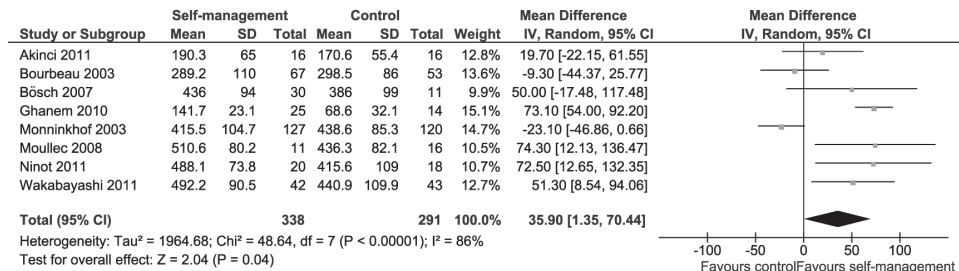 Self-management Control Mean Difference Mean Difference
Study or Subgroup Mean SD Total Mean SD Total Weight IV, Random, 95% CI IV, Random, 95% CI
Akinci 2011 190.3 65 16 170.6 55.4 16 12.8% 19.70 [-22.15, 61.55]
Bourbeau 2003 289.2 110 67 298.5 86 53 13.6% -9.30 [-44.37, 25.77]
Bösch 2007 436 94 30 386 99 11 9.9% 50.00 [-17.48, 117.48]
Ghanem 2010 141.7 23.1 25 68.6 32.1 14 15.1% 73.10 [54.00, 92.20]
Monninkhof 2003 415.5 104.7 127 438.6 85.3 120 14.7% -23.10 [-46.86, 0.66]
Moullec 2008 510.6 80.2 11 436.3 82.1 16 10.5% 74.30 [12.13, 136.47]
Ninot 2011 488.1 73.8 20 415.6 109 18 10.7% 72.50 [12.65, 132.35]
Wakabayashi 2011 492.2 90.5 42 440.9 109.9 43 12.7% 51.30 [8.54, 94.06]
Total (95% CI) 338 291 100.0% 35.90 [1.35, 70.44]
Heterogeneity: Tau² = 1964.68; Chi² = 48.64, df = 7 (P < 0.00001); I² = 86%
Test for overall effect: Z = 2.04 (P = 0.04)
-100 -50 0 50 100
Favours control Favours self-management